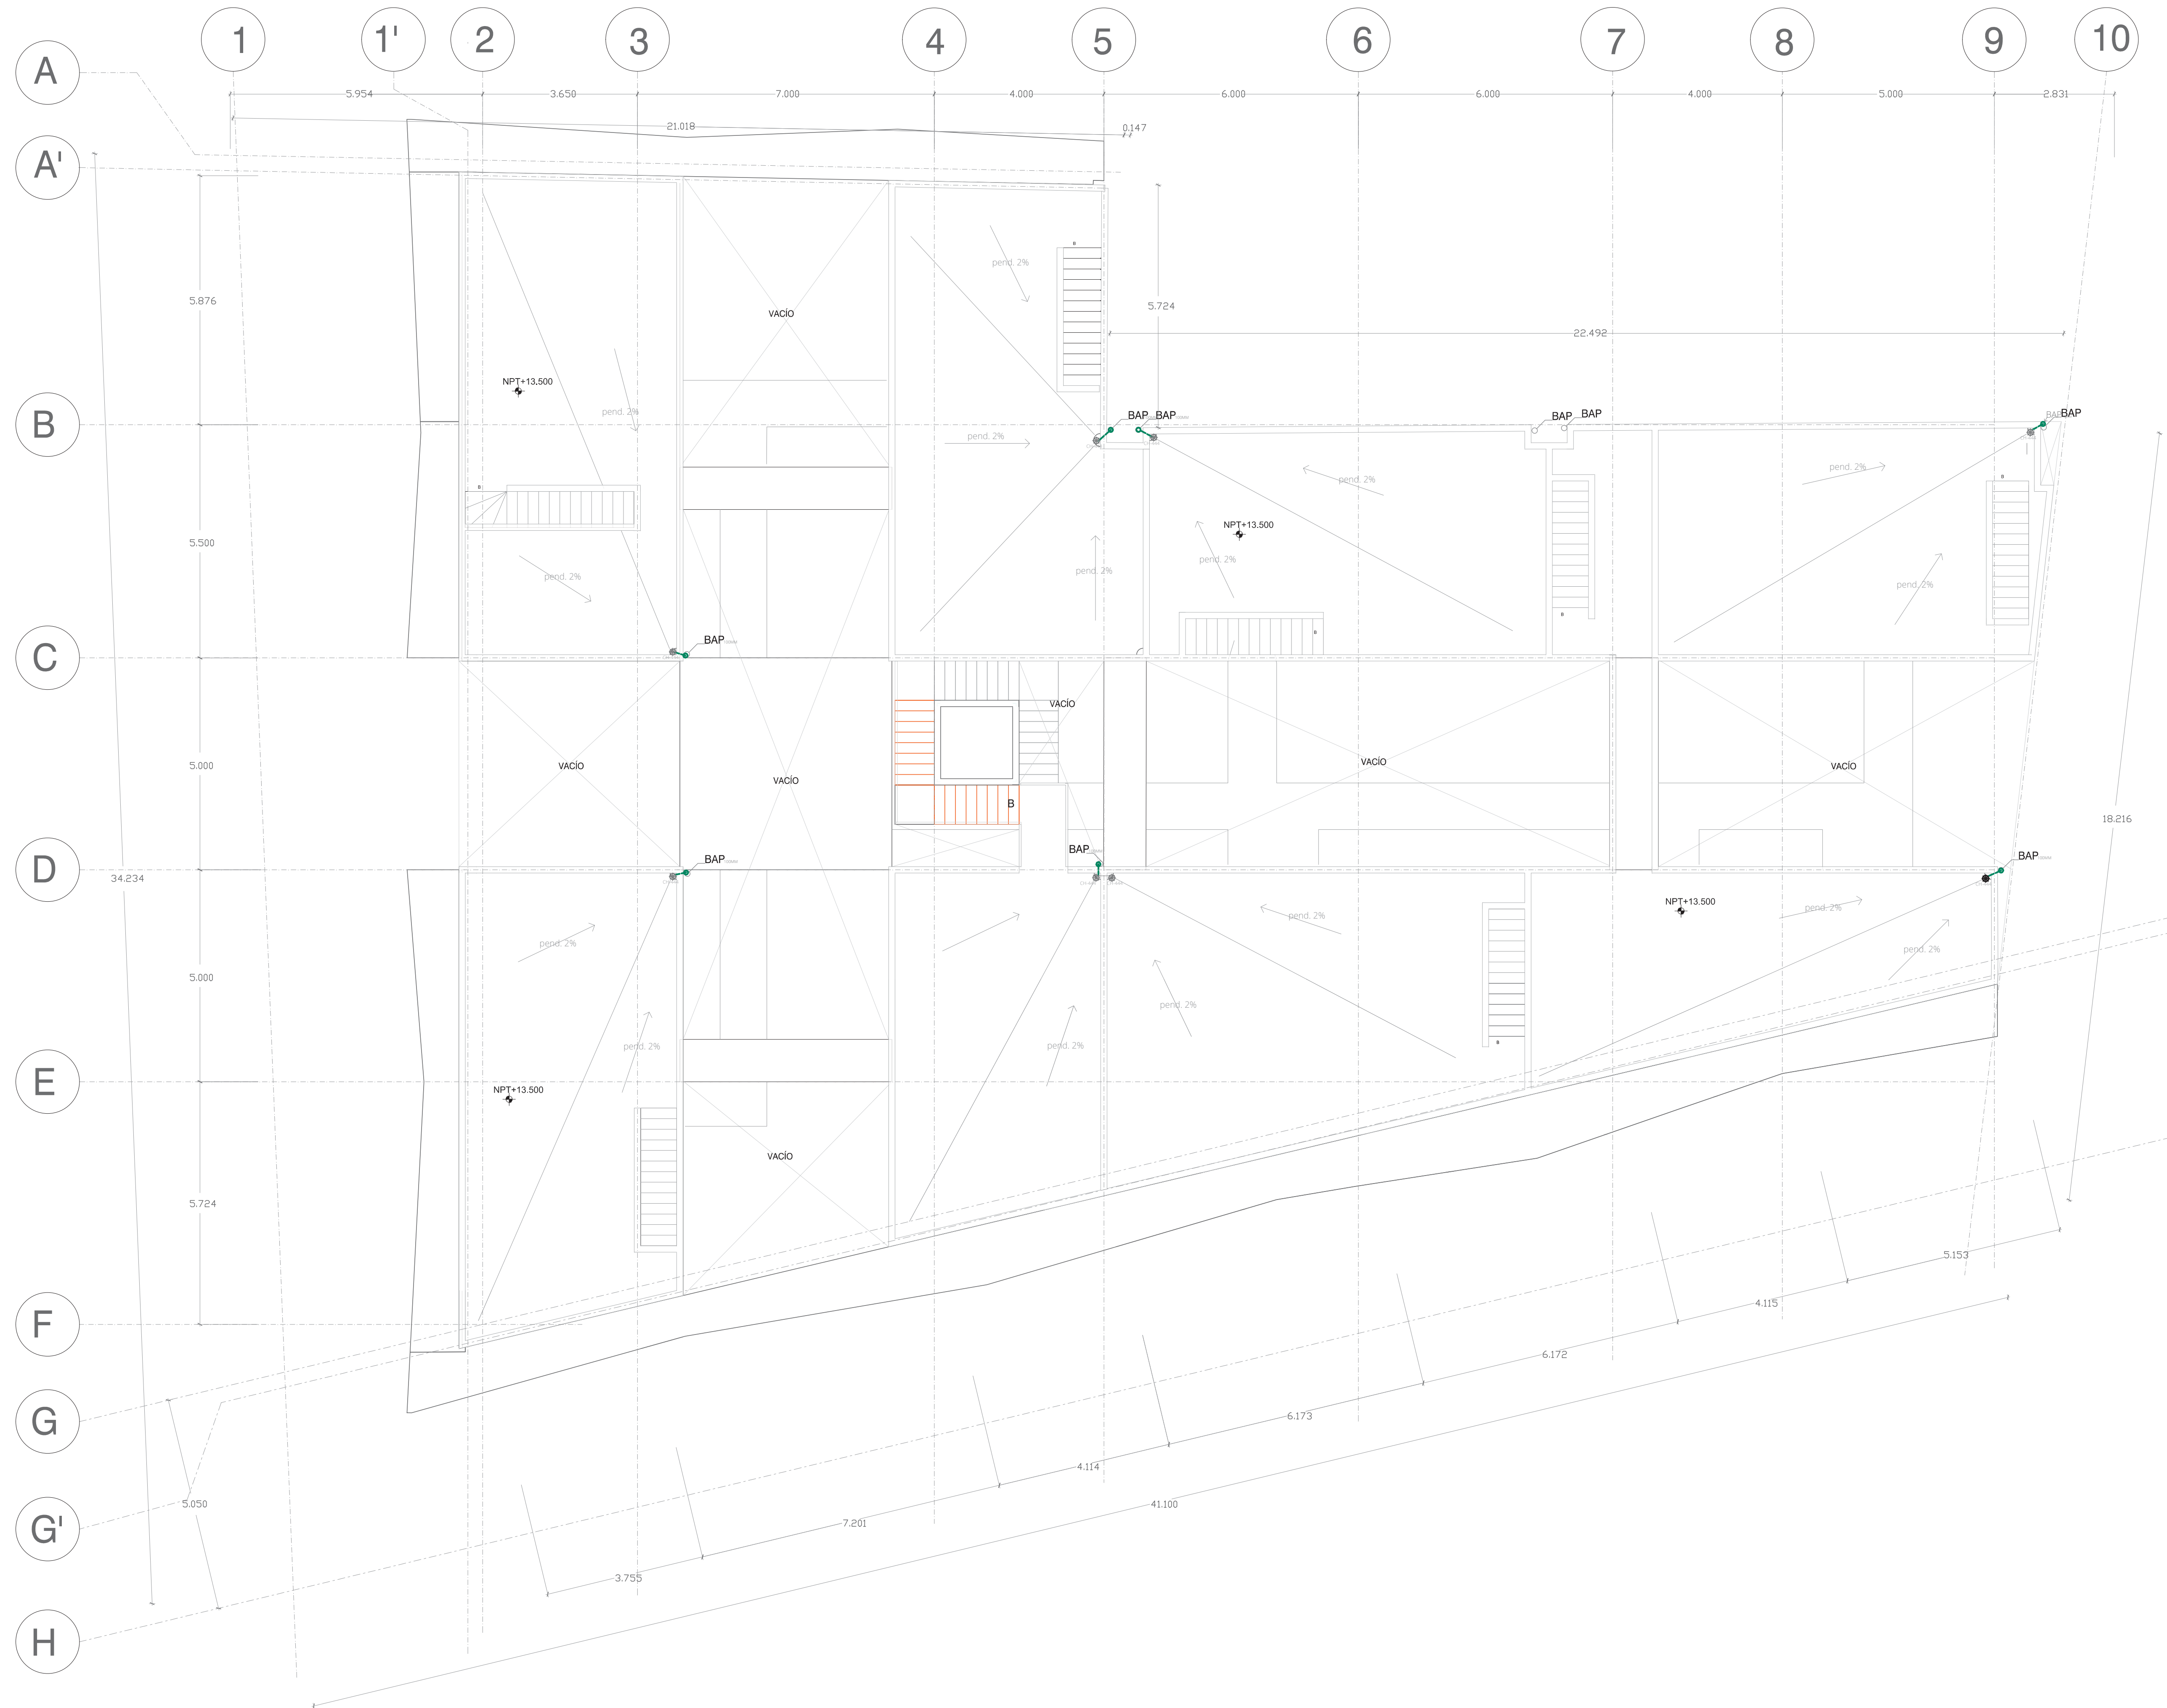 1 1' 2 3 4 5 6 7 8 9 10
A
5.954 3.650 7.000 4.000 6.000 6.000 4.000 5.000 2.831
21.018 0.147
A'
B
pend. 2%
5.876
5.724
VACÍO
22.492
NPT+13.500
pend. 2%
B
BAP BAP BAP BAP BAP BAP
pend. 2%
pend. 2%
pend. 2%
B
B
NPT+13.500
5.500
pend. 2%
pend. 2%
pend. 2%
pend. 2%
B
B
C
BAP
VACÍO
5.000
VACÍO
VACÍO
VACÍO
VACÍO
B
18.216
BAP
BAP
BAP
D
34.234
NPT+13.500
pend. 2%
pend. 2%
pend. 2%
pend. 2%
5.000
pend. 2%
B
pend. 2%
pend. 2%
E
NPT+13.500
VACÍO
5.724
5.153
4.115
F
6.172
6.173
G
4.114
5.050
41.100
7.201
G'
3.755
H